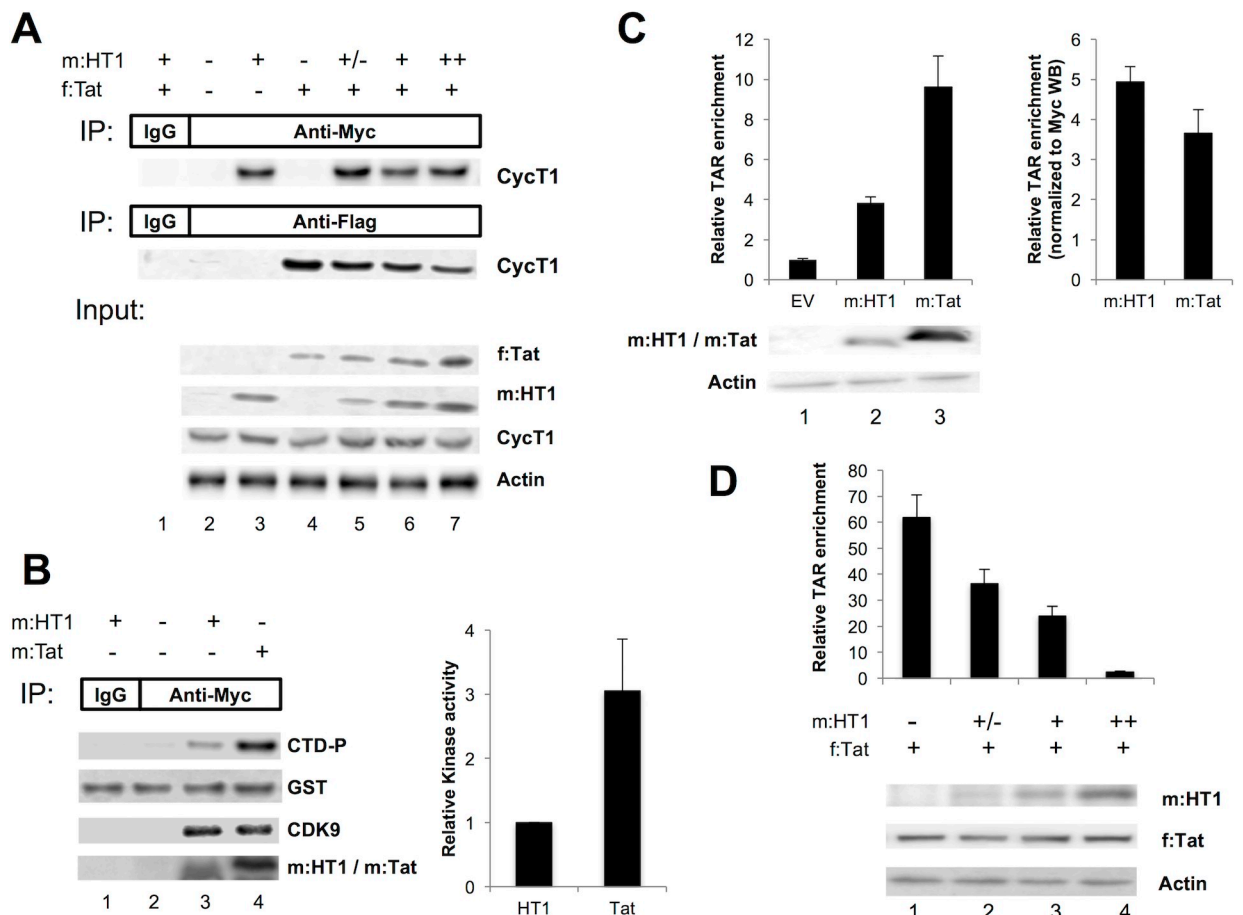 A
m:HT1 + - + - +/- + ++
f:Tat + - - + + + +
IP: IgG Anti-Myc
CycT1
IP: IgG Anti-Flag
CycT1
Input:
f:Tat
m:HT1
CycT1
Actin
1 2 3 4 5 6 7
B
m:HT1 + - + -
m:Tat - - - +
IP: IgG Anti-Myc
CTD-P
GST
CDK9
m:HT1 / m:Tat
1 2 3 4
Relative Kinase activity
4
3
2
1
0
HT1 Tat
C
Relative TAR enrichment
12
10
8
6
4
2
0
EV m:HT1 m:Tat
m:HT1 / m:Tat
Actin
1 2 3
Relative TAR enrichment
(normalized to Myc WB)
6
5
4
3
2
1
0
m:HT1 m:Tat
D
Relative TAR enrichment
80
70
60
50
40
30
20
10
0
m:HT1 - +/- + ++
f:Tat + + + +
m:HT1
f:Tat
Actin
1 2 3 4